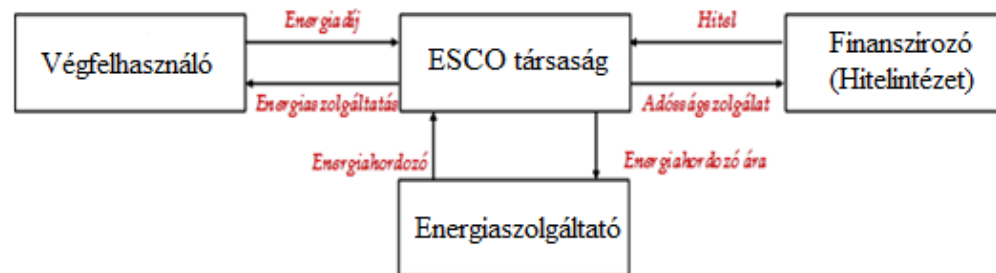 Energiadíj
Hitel
Végfelhasználó
ESCO társaság
Finanszírozó
(Hitelintézet)
Energiaszolgáltatás
Adósságszolgálat
Energiahordozó
Energiahordozó ára
Energiaszolgáltató